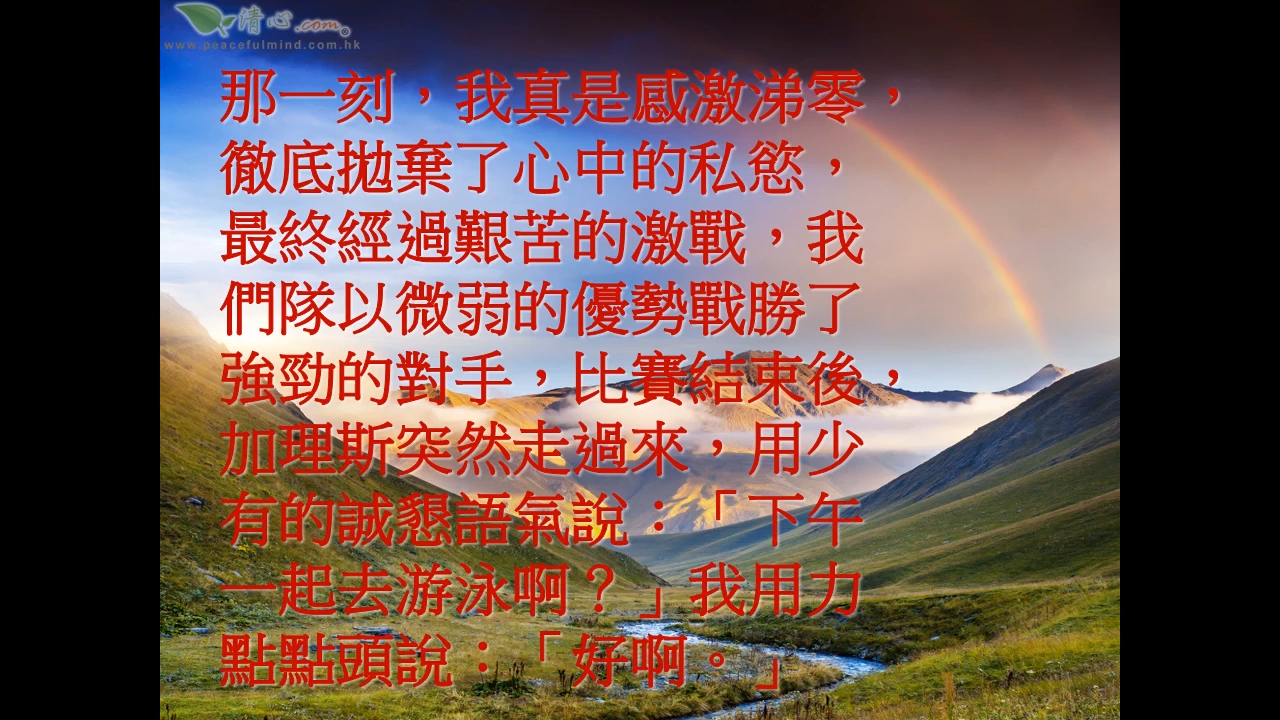 清心.com®
www.peacefulmind.com.hk
那一刻，我真是感激涕零，
徹底拋棄了心中的私慾，
最終經過艱苦的激戰，我
們隊以微弱的優勢戰勝了
強勁的對手，比賽結束後，
加理斯突然走過來，用少
有的誠懇語氣說：「下午
一起去游泳啊？」我用力
點點頭說：「好啊。」